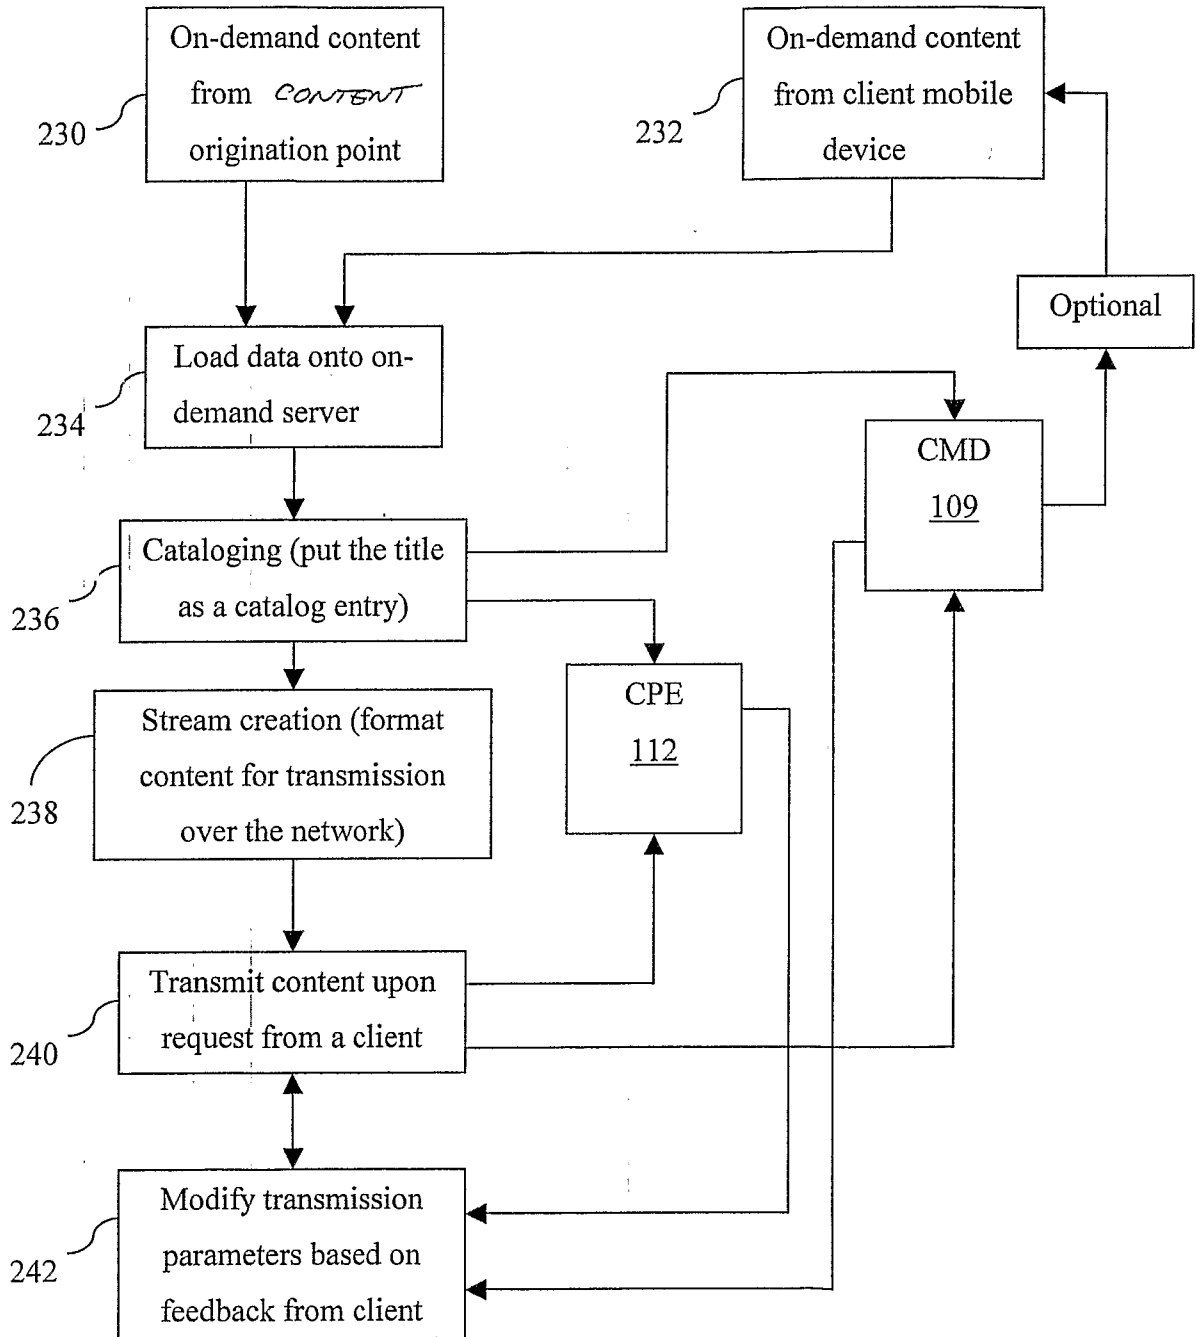 On-demand content
from CONTENT
origination point
230
On-demand content
from client mobile
device
232
Optional
Load data onto on-
demand server
234
CMD
109
Cataloging (put the title
as a catalog entry)
236
CPE
112
Stream creation (format
content for transmission
over the network)
238
Transmit content upon
request from a client
240
Modify transmission
parameters based on
feedback from client
242